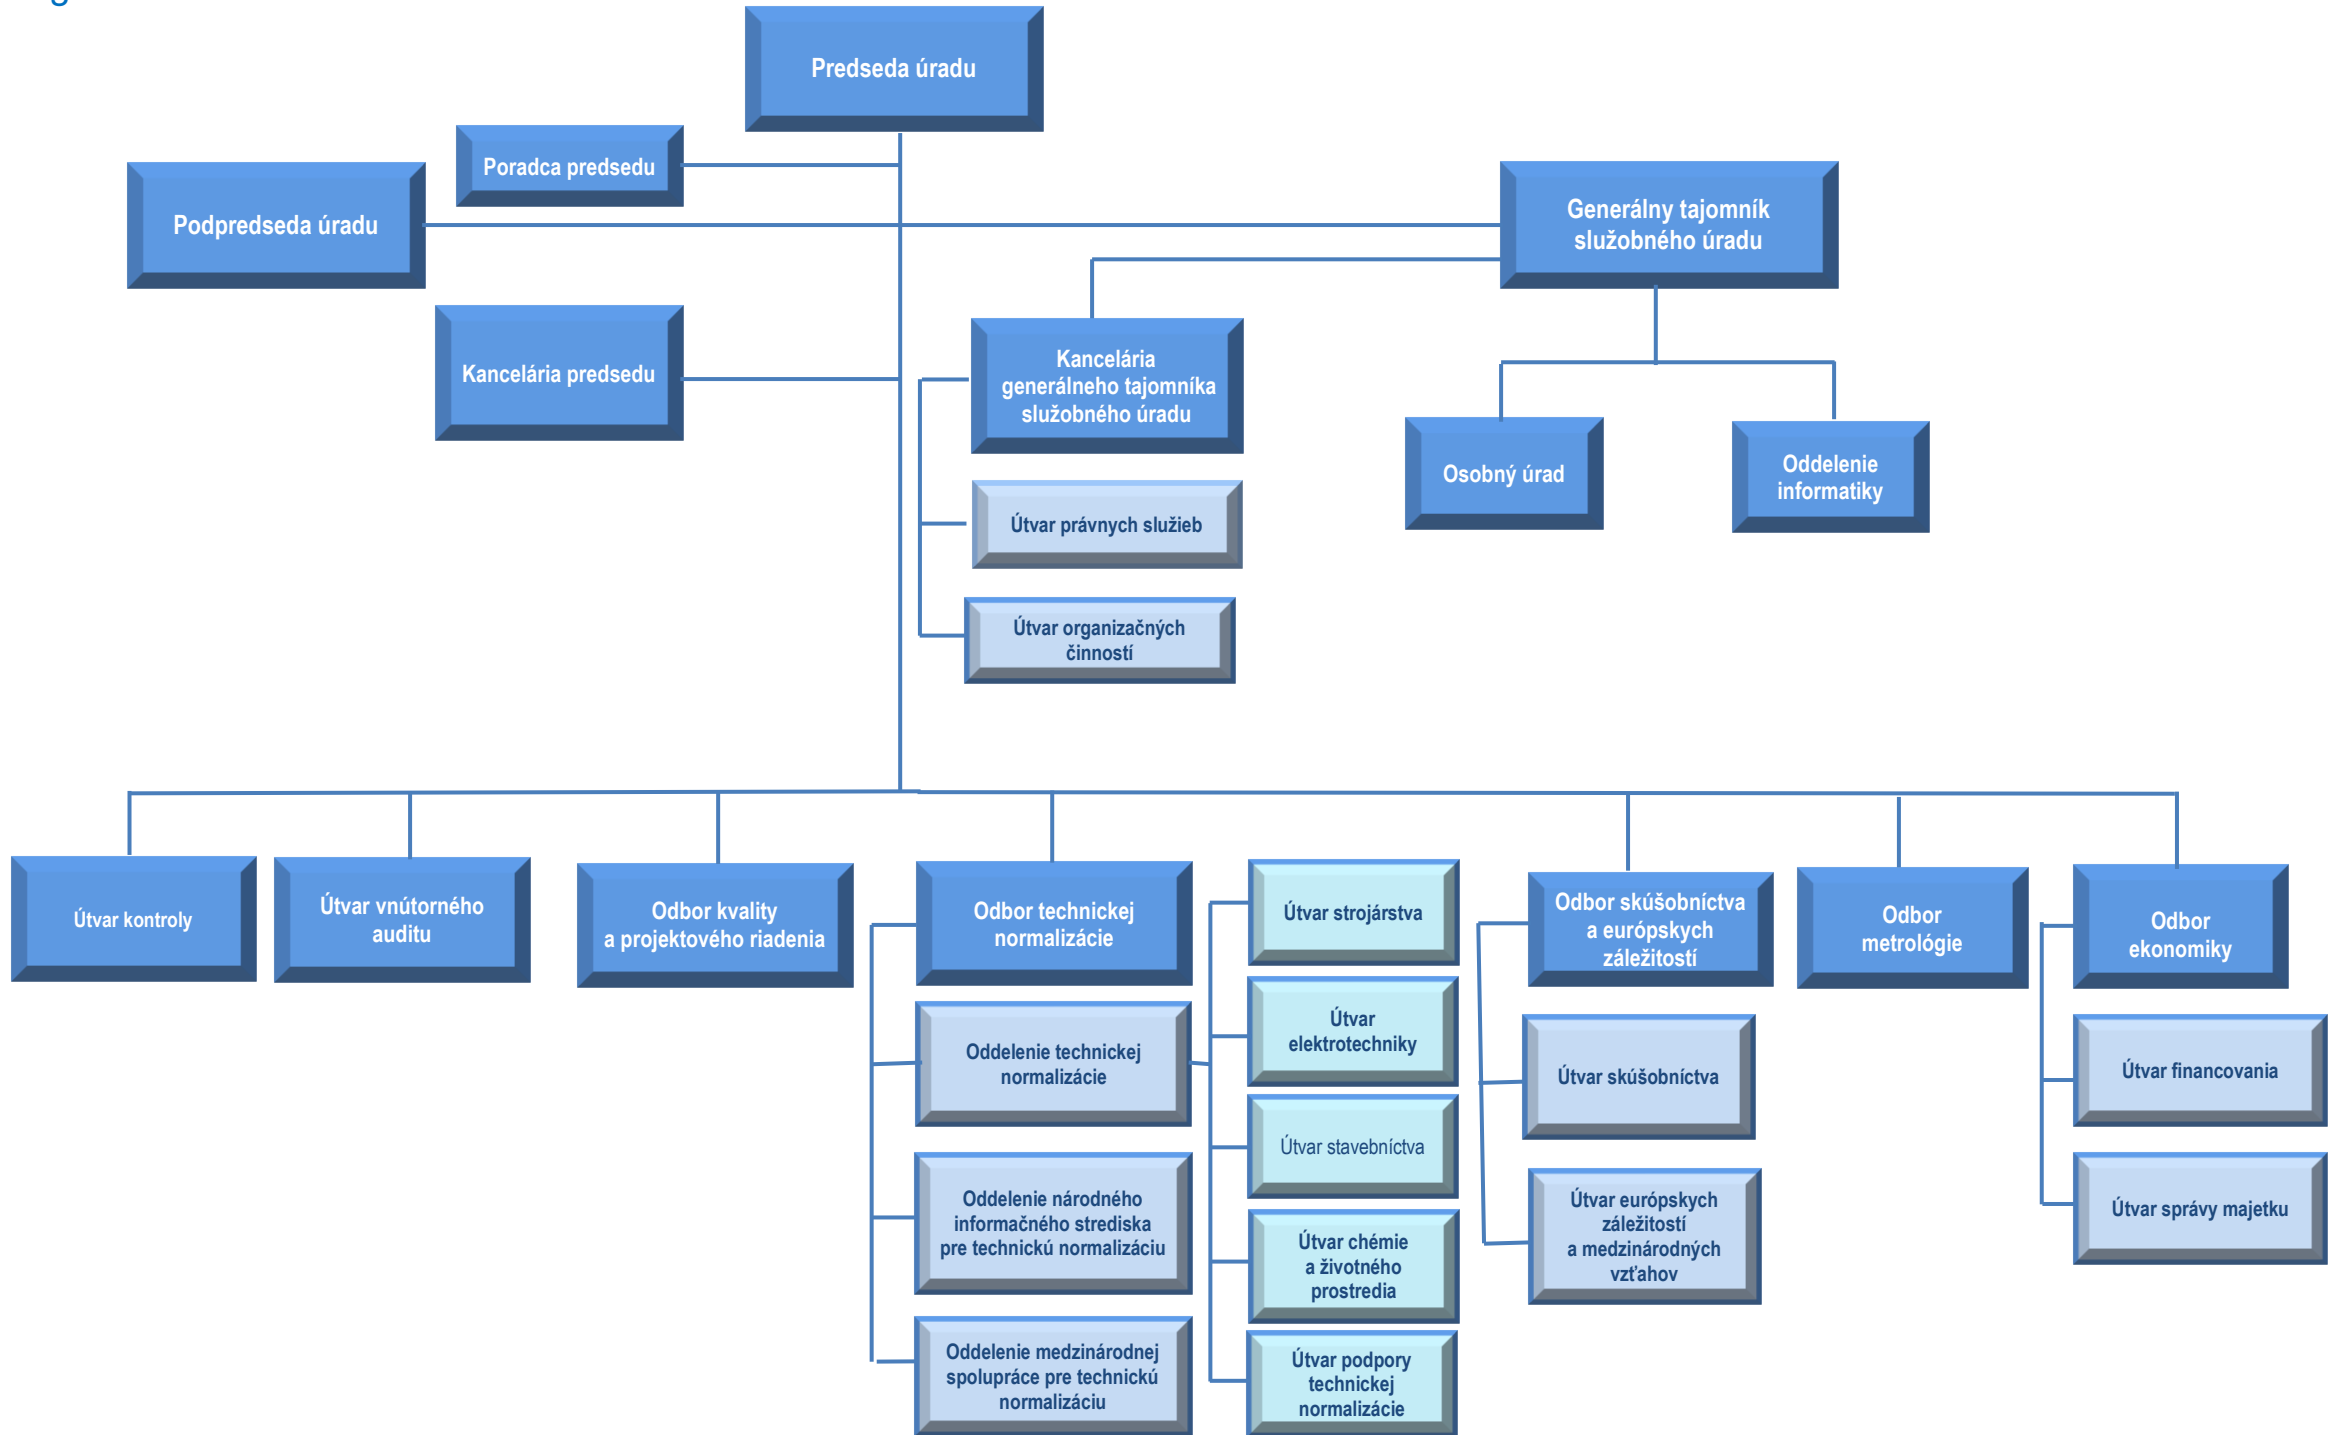 Predseda úradu
Poradca predsedu
Podpredseda úradu
Generálny tajomník
služobného úradu
Kancelária predsedu
Kancelária
generálneho tajomníka
služobného úradu
Osobný úrad
Oddelenie
informatiky
Útvar právnych služieb
Útvar organizačných
činností
Útvar kontroly
Útvar vnútorného
auditu
Odbor kvality
a projektového riadenia
Odbor technickej
normalizácie
Oddelenie technickej
normalizácie
Oddelenie národného
informačného strediska
pre technickú normalizáciu
Oddelenie medzinárodnej
spolupráce pre technickú
normalizáciu
Útvar strojárstva
Útvar
elektrotechniky
Útvar stavebníctva
Útvar chémie
a životného
prostredia
Útvar podpory
technickej
normalizácie
Odbor skúšobníctva
a európskych
záležitostí
Útvar skúšobníctva
Útvar európskych
záležitostí
a medzinárodných
vzťahov
Odbor
metrológie
Odbor
ekonomiky
Útvar financovania
Útvar správy majetku